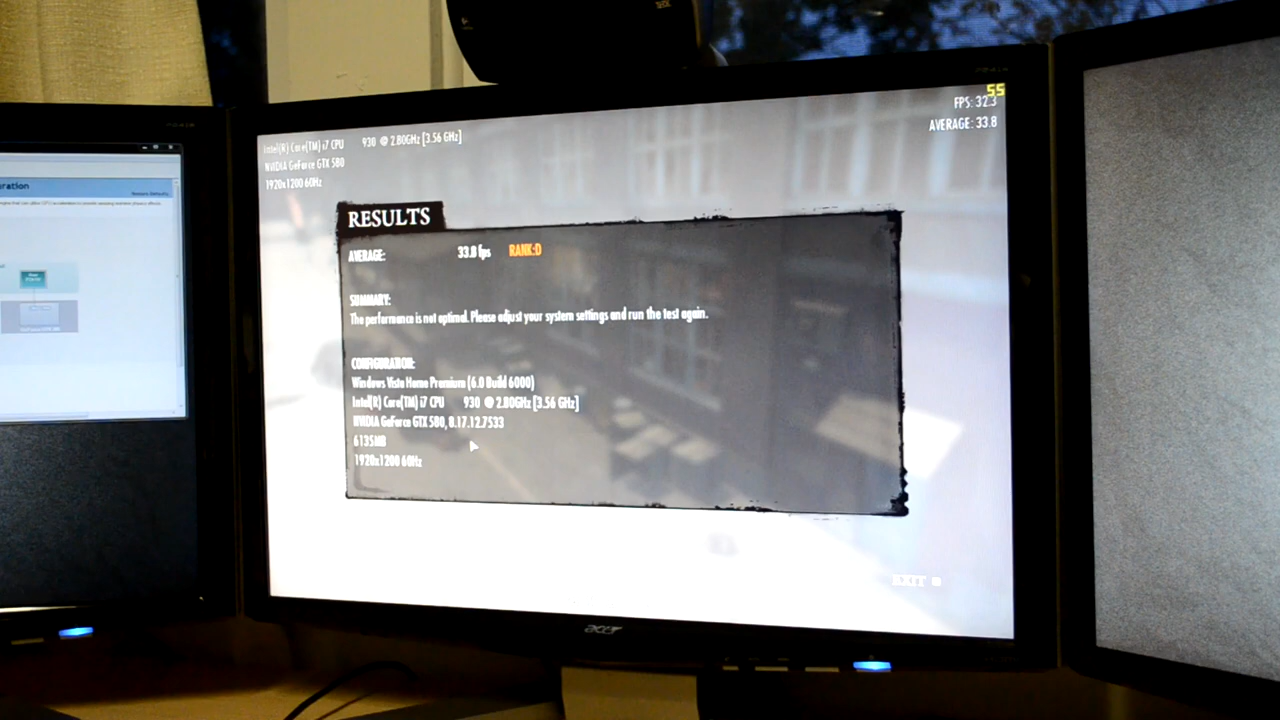 uration
Intel(R) Core(TM) i7 CPU 930 @ 2.80GHz [3.56 GHz]
NVIDIA GeForce GTX 580
1920x1200 60Hz
55
FPS: 32.3
AVERAGE: 33.8
RESULTS
AVERAGE: 33.8 fps RANK:D
SUMMARY:
The performance is not optimal. Please adjust your system settings and run the test again.
CONFIGURATION:
Windows Vista Home Premium (6.0 Build 6000)
Intel(R) Core(TM) i7 CPU 930 @ 2.80GHz [3.56 GHz]
NVIDIA GeForce GTX 580, 8.17.12.7533
6135MB
1920x1200 60Hz
EXIT
acer